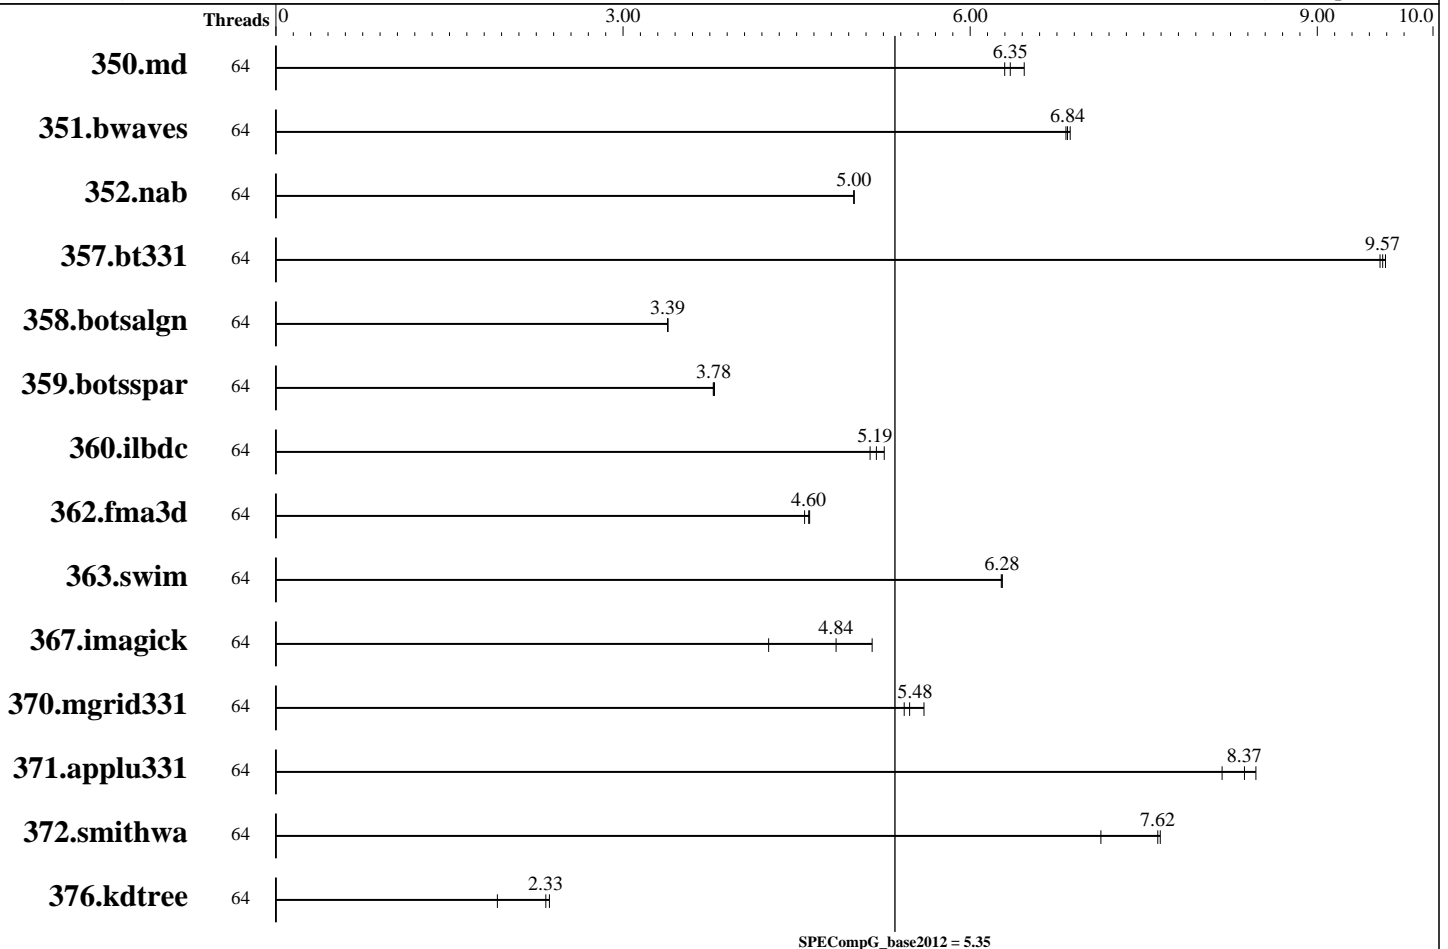 Threads 0 3.00 6.00 9.00 10.0
350.md 64 6.35
351.bwaves 64 6.84
352.nab 64 5.00
357.bt331 64 9.57
358.botsalgn 64 3.39
359.botsspar 64 3.78
360.ilbdc 64 5.19
362.fma3d 64 4.60
363.swim 64 6.28
367.imagick 64 4.84
370.mgrid331 64 5.48
371.applu331 64 8.37
372.smithwa 64 7.62
376.kdtree 64 2.33
SPECompG_base2012 = 5.35